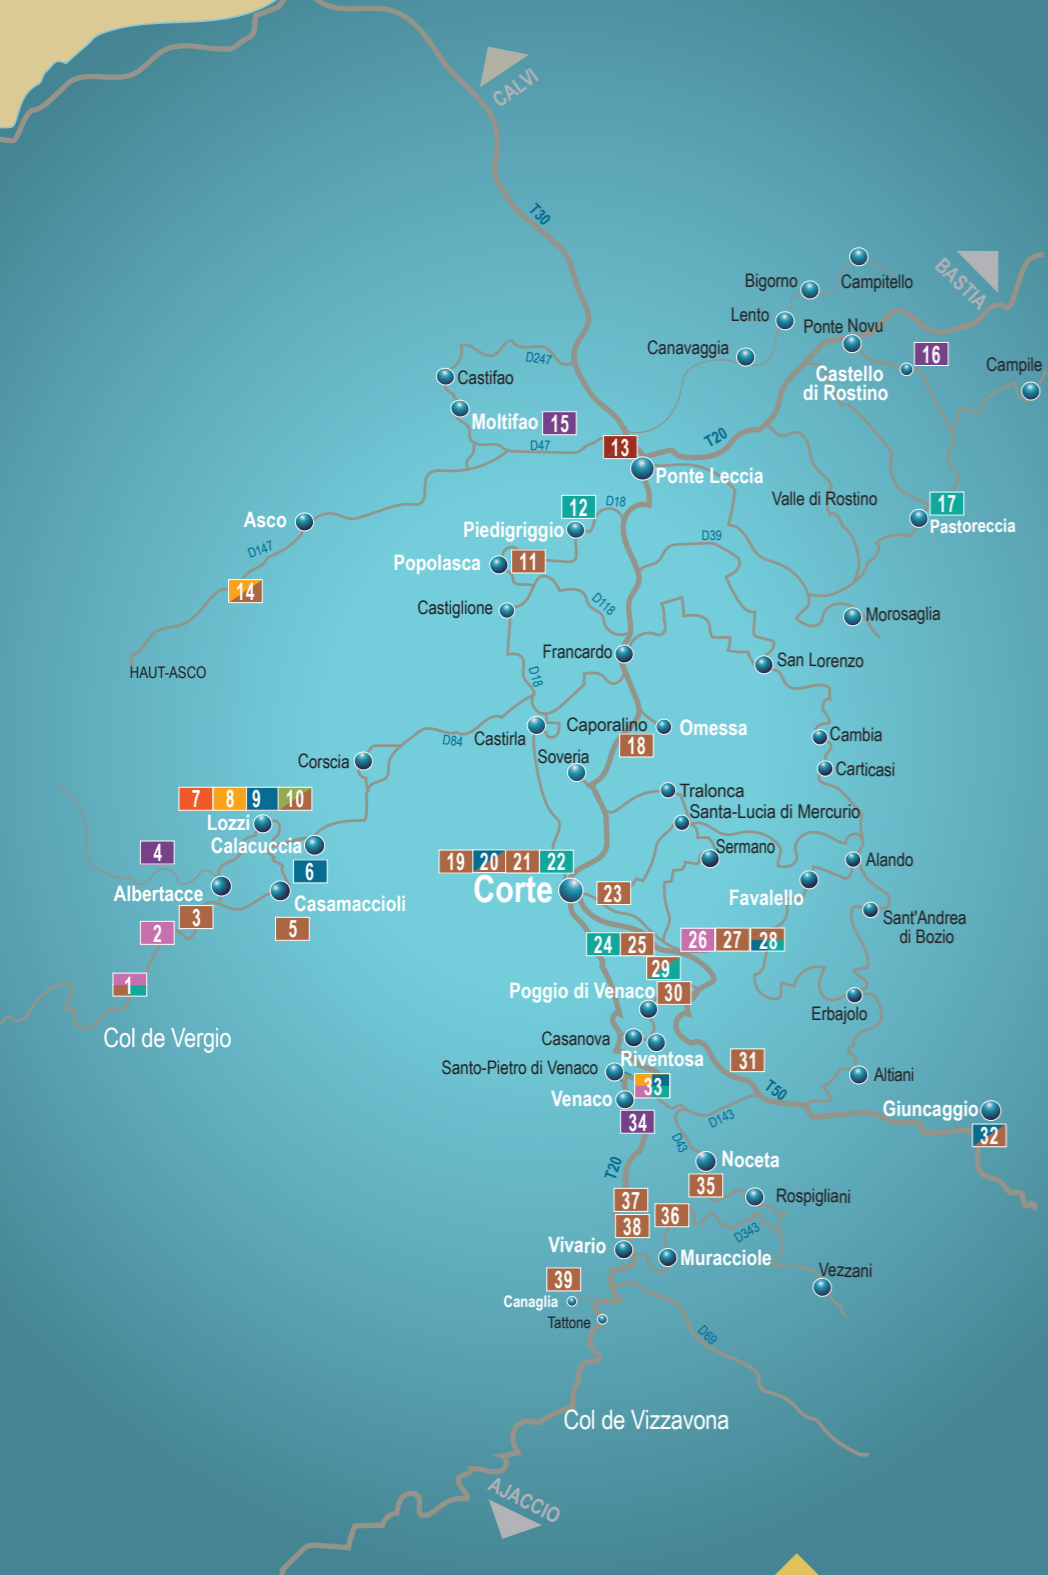 CALVI
T30
BASTIA
Campitello
Bigorno
Lento
Ponte Novu
Canavaggia
16
Castello
di Rostino
Campile
D247
Castifao
Moltifao
15
D47
13
T20
Ponte Leccia
Valle di Rostino
17
Pastoreccia
12
D18
Asco
Piedigriggio
D147
D39
Popolasca
11
14
Castiglione
D118
Morosaglia
Francardo
San Lorenzo
HAUT-ASCO
D18
Caporalino
Omessa
D84
Castirla
18
Cambia
Soveria
Corscia
Carticasi
7
8
9
10
Tralonca
Lozzi
Santa-Lucia di Mercurio
Calacuccia
Sermano
4
19
20
21
22
Alando
6
Corte
23
Albertacce
Favalello
Casamaccioli
3
5
Sant'Andrea
di Bozio
2
24
25
26
27
28
29
1
Poggio di Venaco
30
Erbajolo
Col de Vergio
Casanova
Riventosa
31
Santo-Pietro di Venaco
Altiani
33
T50
Venaco
Giuncaggio
34
D143
32
D43
Noceta
T20
35
Rospigliani
37
36
38
D343
Vivario
Muracciole
39
Vezzani
Canaglia
Tattone
D69
Col de Vizzavona
AJACCIO